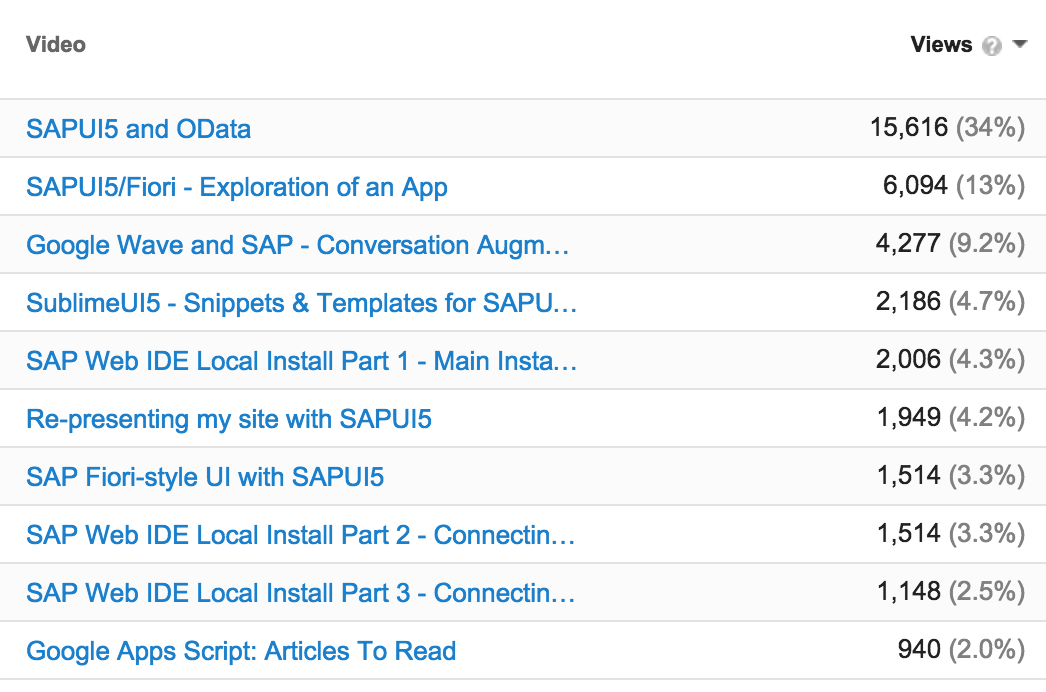 Video Views ?
SAPUI5 and OData 15,616 (34%)
SAPUI5/Fiori - Exploration of an App 6,094 (13%)
Google Wave and SAP - Conversation Augm... 4,277 (9.2%)
SublimeUI5 - Snippets & Templates for SAPU... 2,186 (4.7%)
SAP Web IDE Local Install Part 1 - Main Insta... 2,006 (4.3%)
Re-presenting my site with SAPUI5 1,949 (4.2%)
SAP Fiori-style UI with SAPUI5 1,514 (3.3%)
SAP Web IDE Local Install Part 2 - Connectin... 1,514 (3.3%)
SAP Web IDE Local Install Part 3 - Connectin... 1,148 (2.5%)
Google Apps Script: Articles To Read 940 (2.0%)